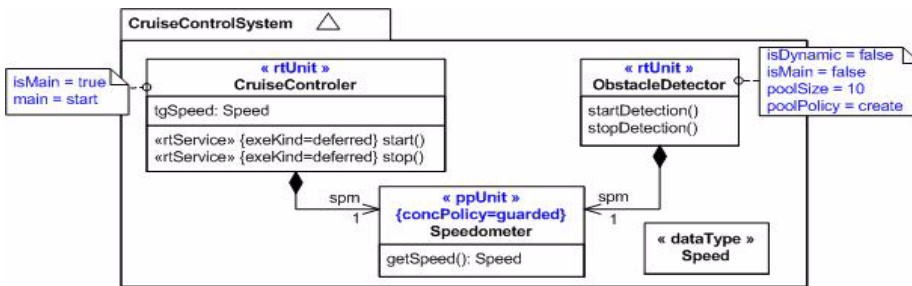 CruiseControlSystem
isMain = true
main = start
« rtUnit »
CruiseControler
tgSpeed: Speed
«rtService» {exeKind=deferred} start()
«rtService» {exeKind=deferred} stop()
« rtUnit »
ObstacleDetector
startDetection()
stopDetection()
isDynamic = false
isMain = false
poolSize = 10
poolPolicy = create
spm
1
spm
1
« ppUnit »
{concPolicy=guarded}
Speedometer
getSpeed(): Speed
« dataType »
Speed